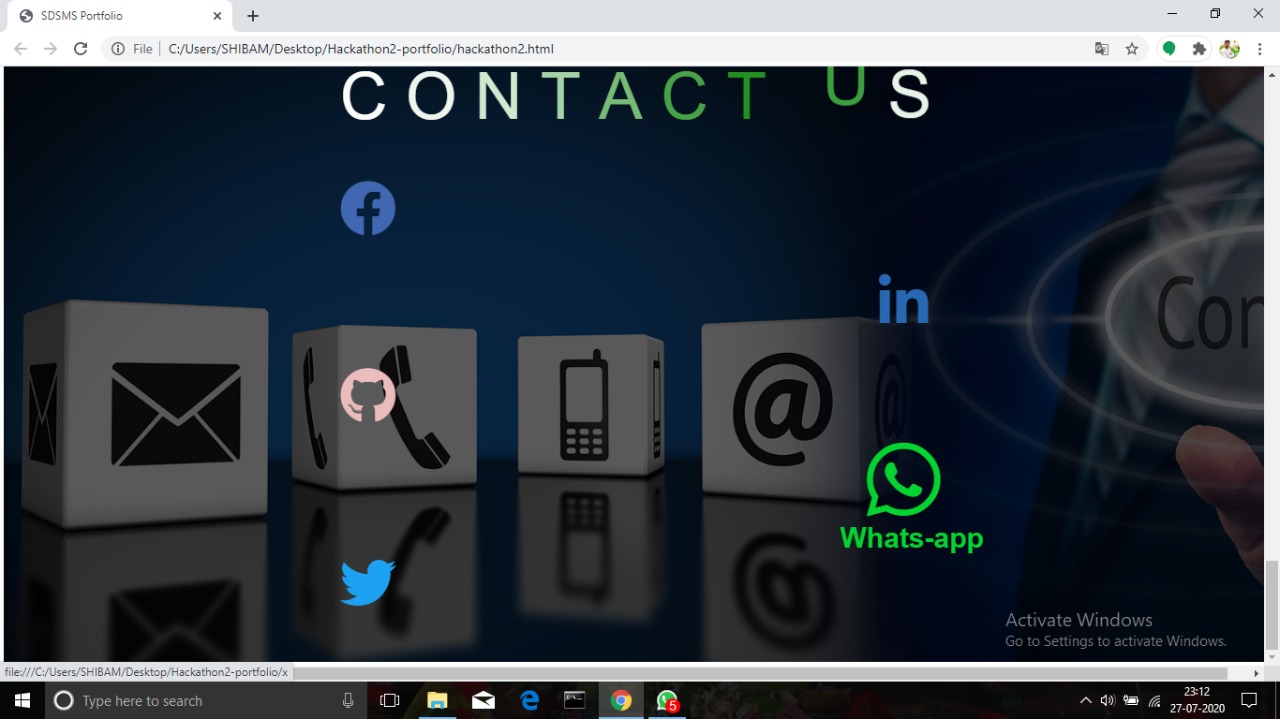 SDSMS Portfolio
File
C:/Users/SHIBAM/Desktop/Hackathon2-portfolio/hackathon2.html
CONTACT US
in
Con
@
@
Whats-app
Activate Windows
Go to Settings to activate Windows.
file:///C:/Users/SHIBAM/Desktop/Hackathon2-portfolio/x
Type here to search
5
23:12
27-07-2020